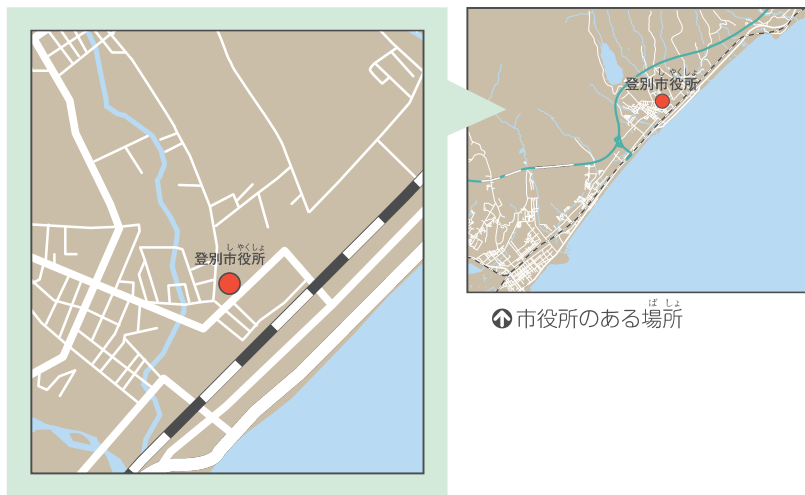 し やくしょ
登別市役所
し やくしょ
登別市役所
ば しょ
市役所のある場所